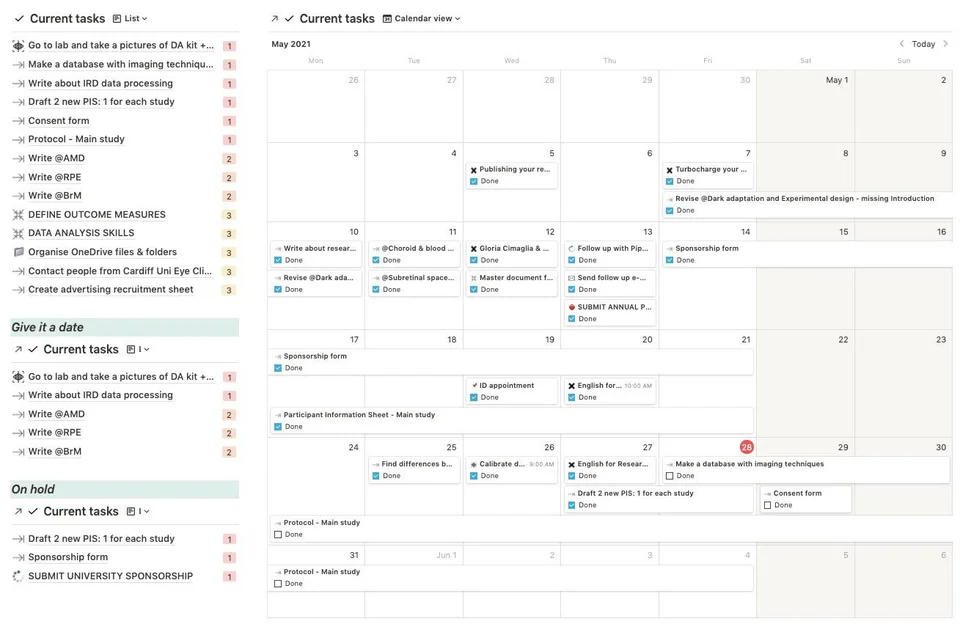 Current tasks List
Go to lab and take a pictures of DA kit +... 1
Make a database with imaging techniqu... 1
Write about IRD data processing 1
Draft 2 new PIS: 1 for each study 1
Consent form 1
Protocol - Main study 1
Write @AMD 2
Write @RPE 2
Write @BrM 2
DEFINE OUTCOME MEASURES 3
DATA ANALYSIS SKILLS 3
Organise OneDrive files & folders 3
Contact people from Cardiff Uni Eye Cli... 3
Create advertising recruitment sheet 3
Give it a date
Current tasks l
Go to lab and take a pictures of DA kit +... 1
Write about IRD data processing 1
Write @AMD 2
Write @RPE 2
Write @BrM 2
On hold
Current tasks l
Draft 2 new PIS: 1 for each study 1
Sponsorship form 1
SUBMIT UNIVERSITY SPONSORSHIP 1
Current tasks Calendar view
May 2021 Today
Mon Tue Wed Thu Fri Sat Sun
26 27 28 29 30 May 1 2
3 4 5 6 7 8 9
Publishing your re... Turbocharge your ...
Done Done
Revise @Dark adaptation and Experimental design - missing Introduction
Done
10 11 12 13 14 15 16
Write about resear... @Choroid & blood ... Gloria Cimaglia & ... Follow up with Pip... Sponsorship form
Done Done Done Done Done
Revise @Dark ada... @Subretinal space... Master document f... Send follow up e-...
Done Done Done Done
SUBMIT ANNUAL P...
Done
17 18 19 20 21 22 23
Sponsorship form
Done
ID appointment English for... 10:00 AM
Done Done
Participant Information Sheet - Main study
Done
24 25 26 27 28 29 30
Find differences b... Calibrate d... 9:00 AM English for Resear... Make a database with imaging techniques
Done Done Done Done
Draft 2 new PIS: 1 for each study Consent form
Done Done
Protocol - Main study
Done
31 Jun 1 2 3 4 5 6
Protocol - Main study
Done